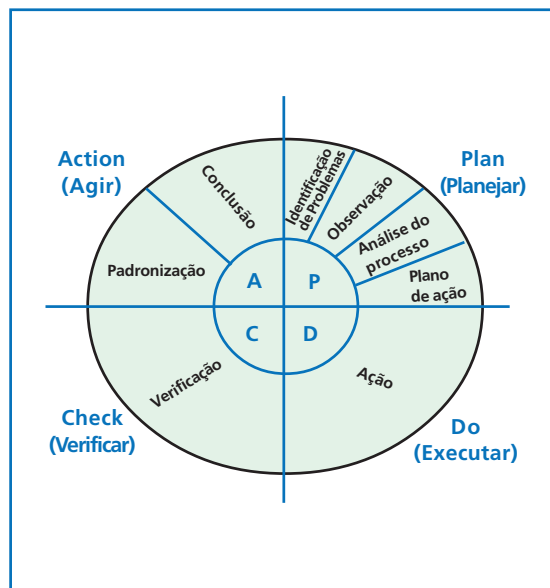 Action
(Agir)
Plan
(Planejar)
Conclusão
Identificação
de Problemas
Observação
Análise do
processo
Plano
de ação
Padronização
A
P
C
D
Verificação
Ação
Check
(Verificar)
Do
(Executar)